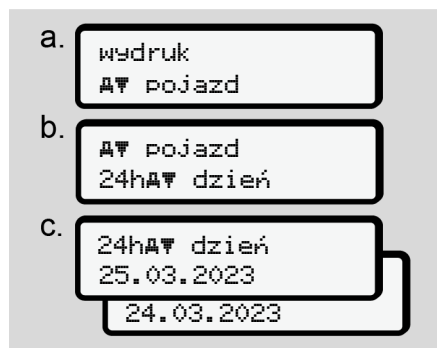 a.
wydruk
pojazd
b.
pojazd
24h dzień
c.
24h dzień
25.03.2023
24.03.2023